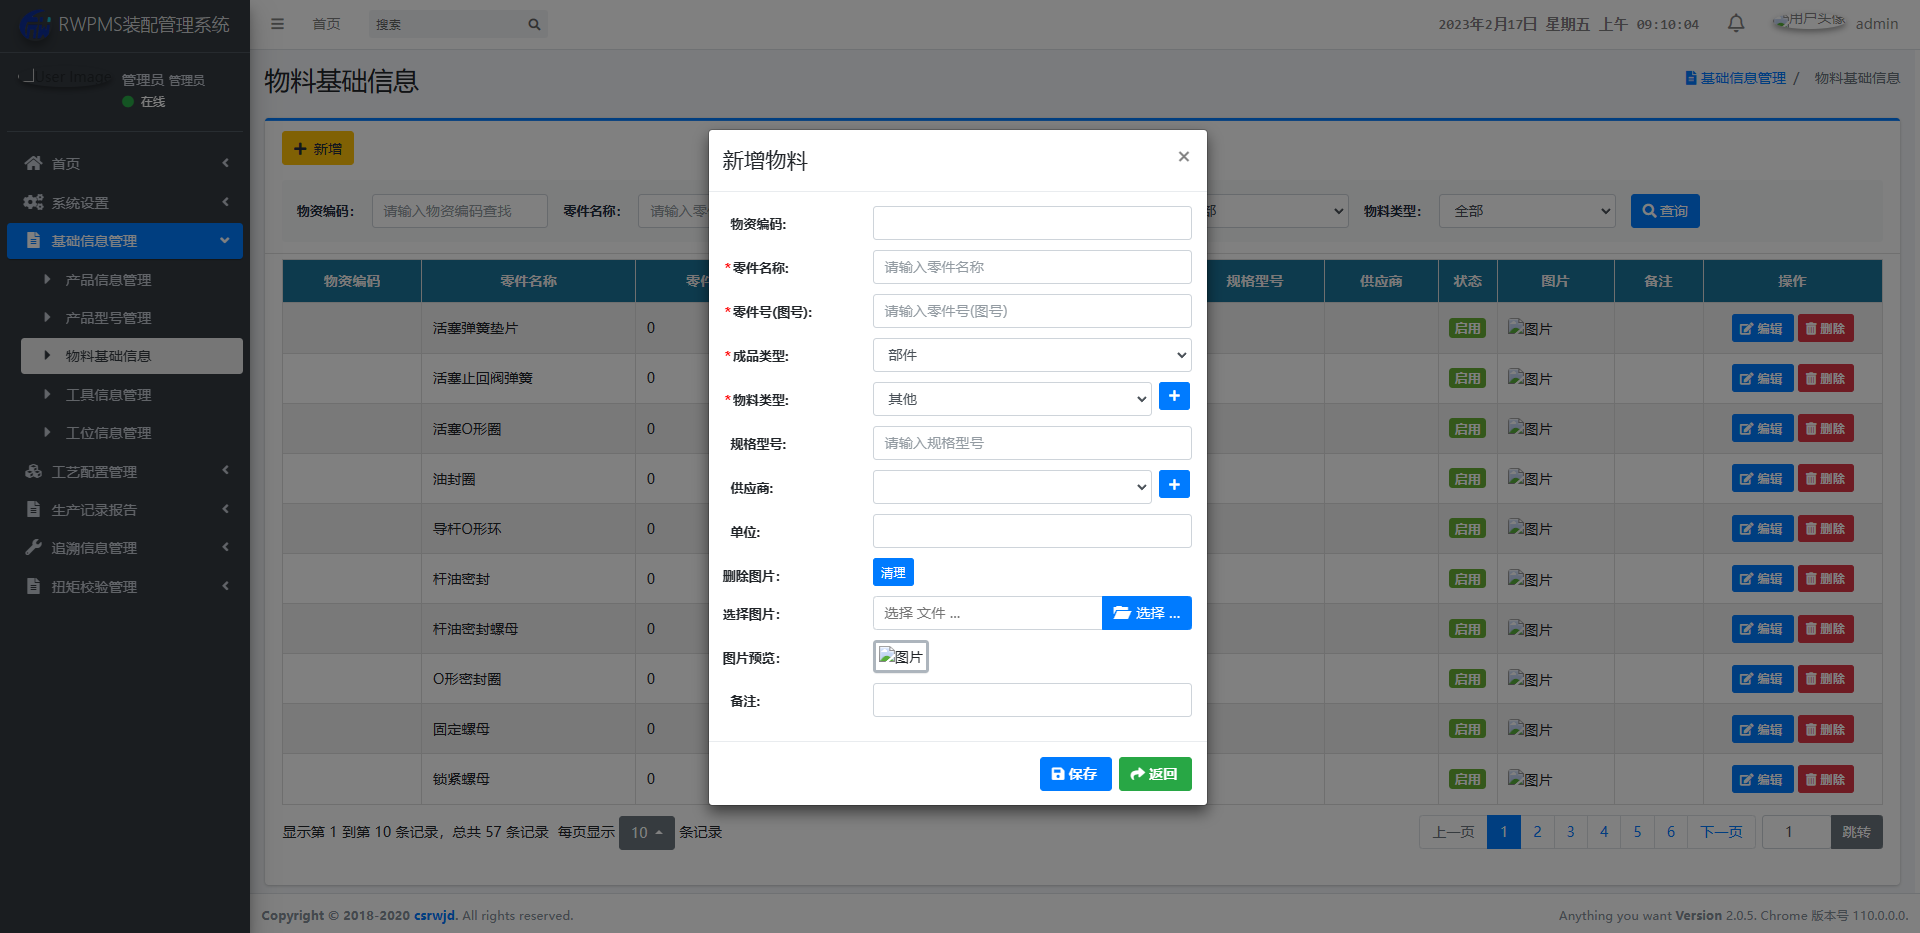 RWPMS装配管理系统
首页
搜索
2023年2月17日 星期五 上午 09:10:04
用户头像
admin
User Image
管理员 管理员
在线
首页
系统设置
基础信息管理
产品信息管理
产品型号管理
物料基础信息
工具信息管理
工位信息管理
工艺配置管理
生产记录报告
追溯信息管理
扭矩校验管理
物料基础信息
基础信息管理 / 物料基础信息
新增
物资编码: 请输入物资编码查找 零件名称: 请输入零 部 物料类型: 全部 查询
物资编码 零件名称 零件 规格型号 供应商 状态 图片 备注 操作
活塞弹簧垫片 0 启用 图片 编辑 删除
活塞止回阀弹簧 0 启用 图片 编辑 删除
活塞O形圈 0 启用 图片 编辑 删除
油封圈 0 启用 图片 编辑 删除
导杆O形环 0 启用 图片 编辑 删除
杆油密封 0 启用 图片 编辑 删除
杆油密封螺母 0 启用 图片 编辑 删除
O形密封圈 0 启用 图片 编辑 删除
固定螺母 0 启用 图片 编辑 删除
锁紧螺母 0 启用 图片 编辑 删除
显示第 1 到第 10 条记录，总共 57 条记录 每页显示 10 条记录
上一页 1 2 3 4 5 6 下一页 1 跳转
新增物料
×
物资编码:
*零件名称: 请输入零件名称
*零件号(图号): 请输入零件号(图号)
*成品类型: 部件
*物料类型: 其他
规格型号: 请输入规格型号
供应商:
单位:
删除图片: 清理
选择图片: 选择 文件 ... 选择 ...
图片预览: 图片
备注:
保存 返回
Copyright © 2018-2020 csrwjd. All rights reserved.
Anything you want Version 2.0.5. Chrome 版本号 110.0.0.0.